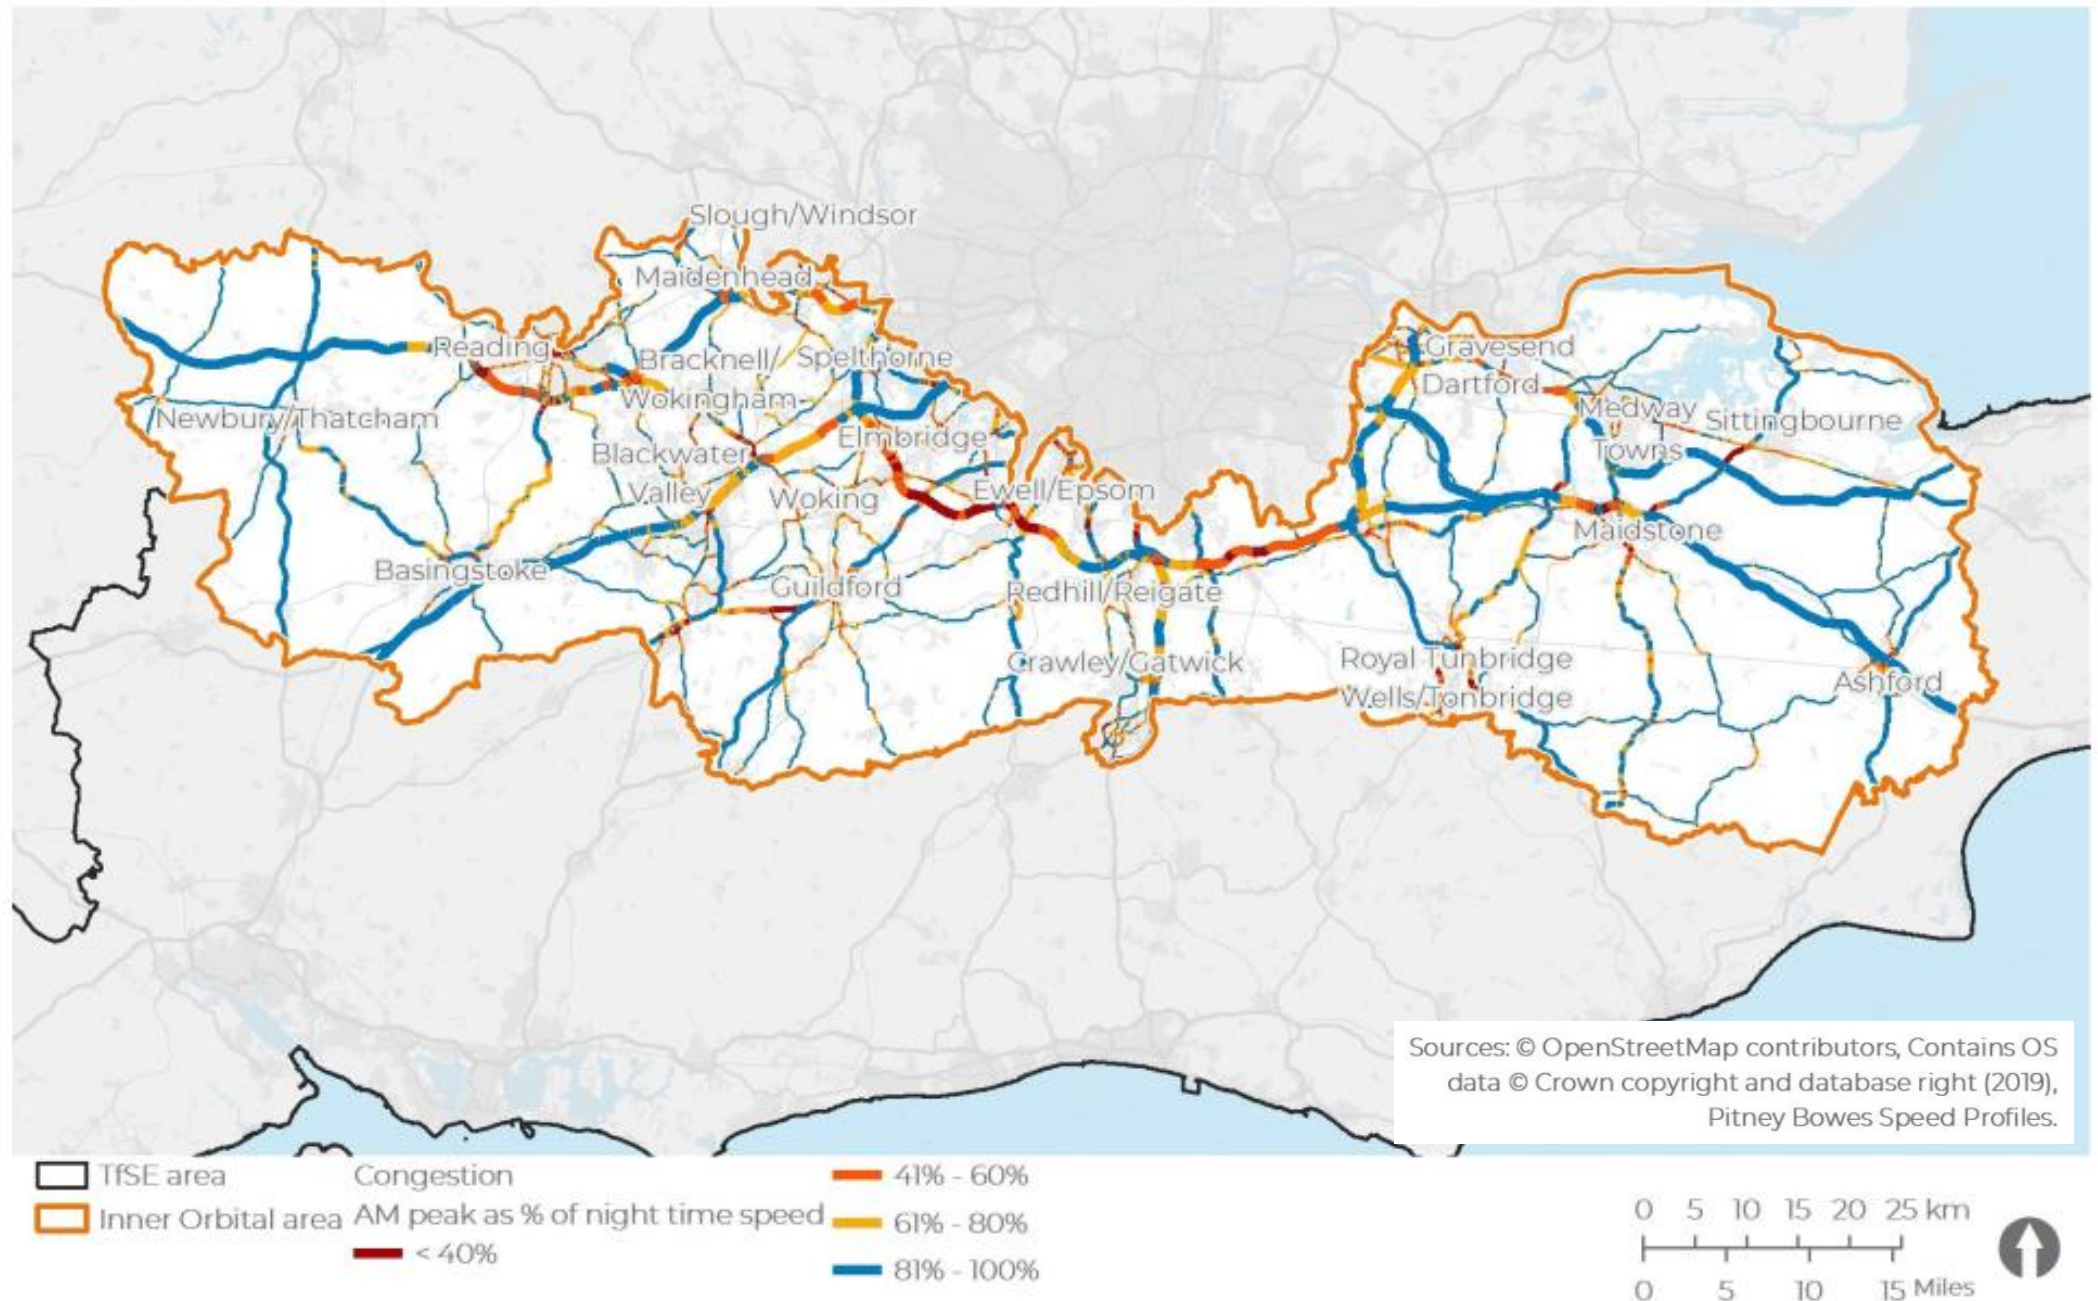 Slough/Windsor
Maidenhead
Reading
Bracknell/
Spelthorne
Wokingham
Newbury/Thatcham
Blackwater
Valley
Elmbridge
Woking
Ewell/Epsom
Basingstoke
Guildford
Redhill/Reigate
Crawley/Gatwick
Gravesend
Dartford
Medway
Towns
Sittingbourne
Maidstone
Royal Tunbridge
Wells/Tonbridge
Ashford
Sources: © OpenStreetMap contributors, Contains OS
data © Crown copyright and database right (2019),
Pitney Bowes Speed Profiles.
TfSE area
Inner Orbital area
Congestion
AM peak as % of night time speed
< 40%
41% - 60%
61% - 80%
81% - 100%
0 5 10 15 20 25 km
0 5 10 15 Miles